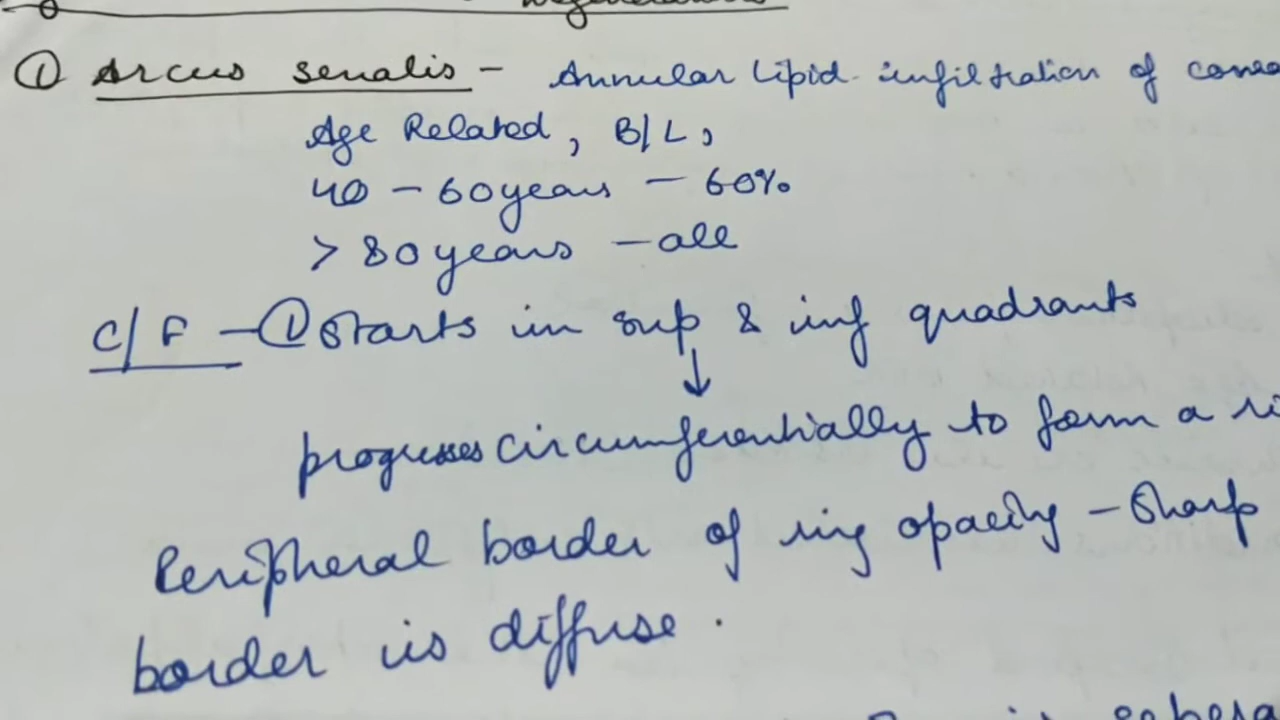 ① Arcus senalis - Annular lipid infiltration of
Age Related, B/L,
40 - 60 years - 60%
> 80 years - all
C/F - ① Starts in sup & inf quadrants
↓
progresses circumferentially to form a
Peripheral border of ring opacity - Sharp
border is diffuse.
is